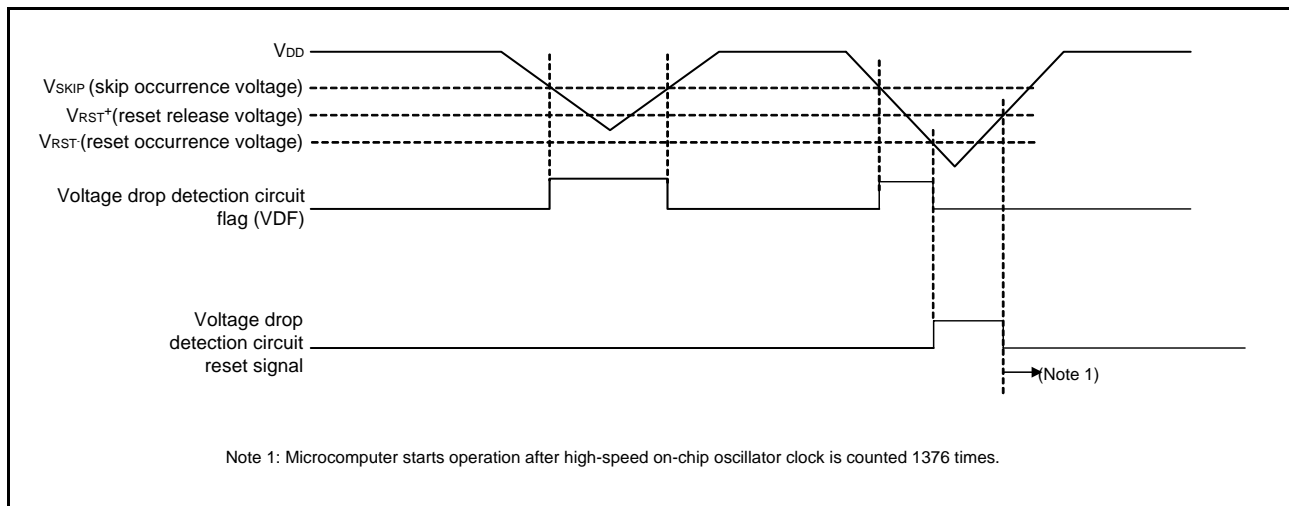 VDD
VSKIP (skip occurrence voltage)
VRST+(reset release voltage)
VRST-(reset occurrence voltage)
Voltage drop detection circuit
flag (VDF)
Voltage drop
detection circuit
reset signal
(Note 1)
Note 1: Microcomputer starts operation after high-speed on-chip oscillator clock is counted 1376 times.